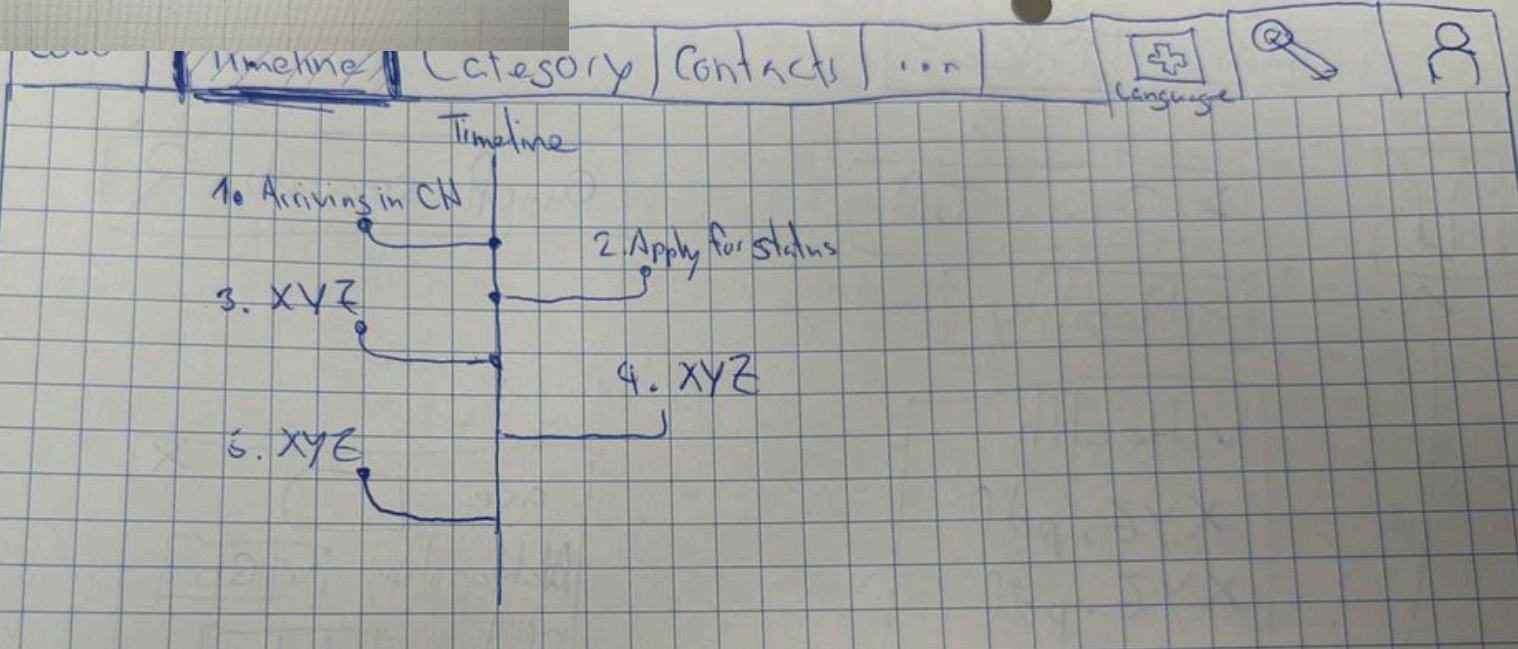 Timeline Category Contacts ...
Language
Timeline
1. Arriving in CH
2. Apply for status
3. XYZ
4. XYZ
5. XYZ